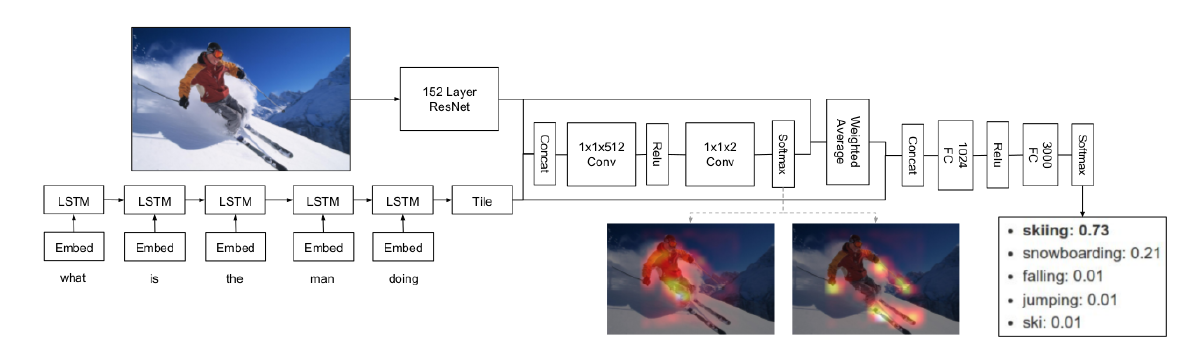 152 Layer
ResNet
Concat
1x1x512
Conv
Relu
1x1x2
Conv
Softmax
Weighted
Average
Concat
1024
FC
Relu
3000
FC
Softmax
LSTM
LSTM
LSTM
LSTM
LSTM
Tile
Embed
Embed
Embed
Embed
Embed
what
is
the
man
doing
• skiing: 0.73
• snowboarding: 0.21
• falling: 0.01
• jumping: 0.01
• ski: 0.01